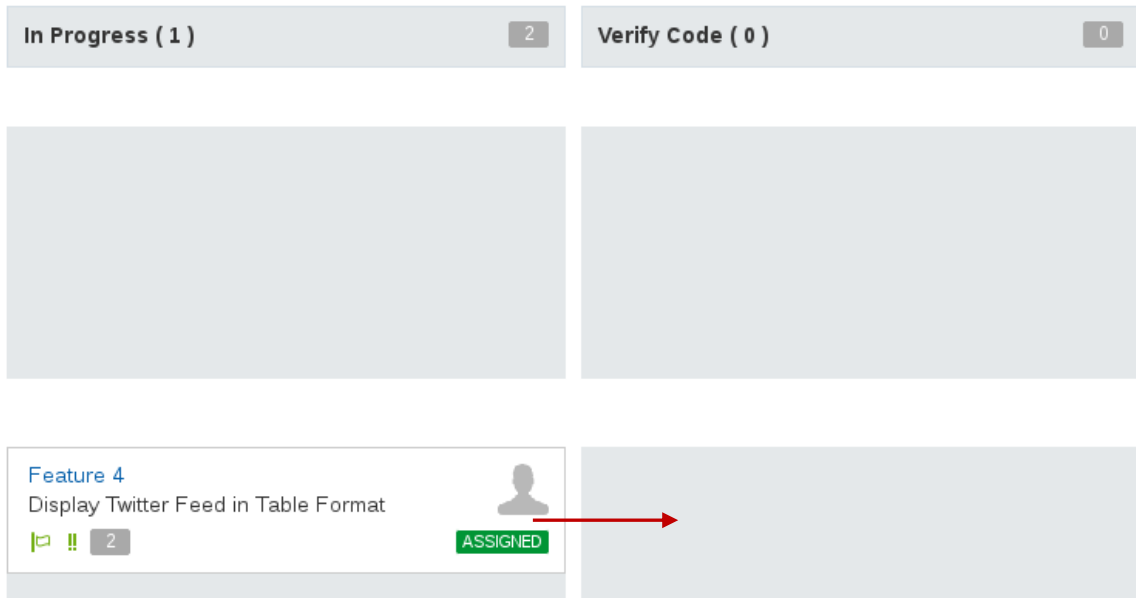 In Progress ( 1 )
2
Verify Code ( 0 )
0
Feature 4
Display Twitter Feed in Table Format
!!
2
ASSIGNED